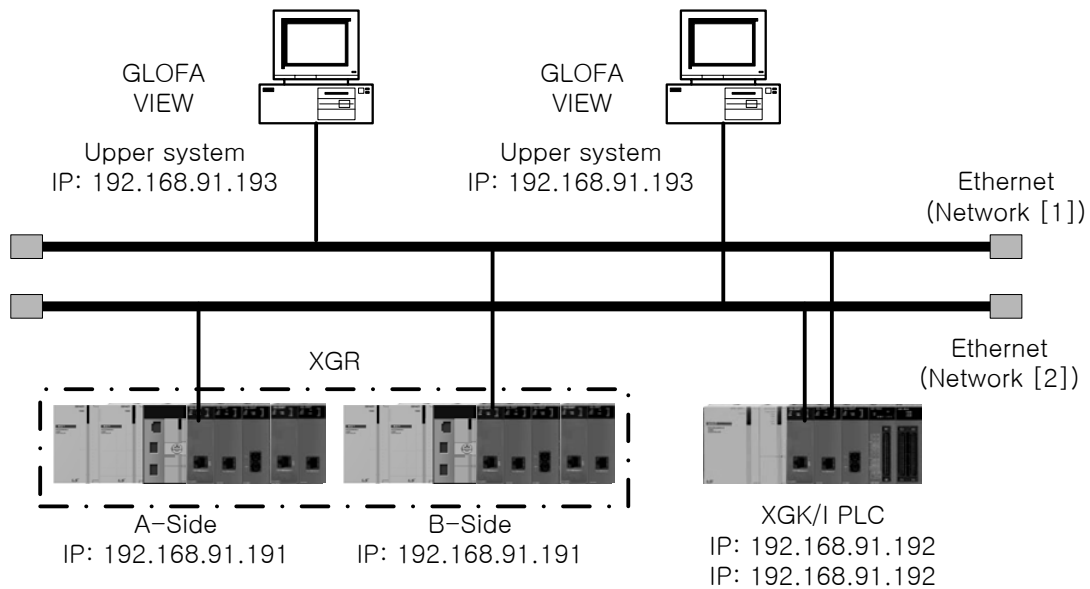 GLOFA
VIEW
Upper system
IP: 192.168.91.193
GLOFA
VIEW
Upper system
IP: 192.168.91.193
Ethernet
(Network [1])
Ethernet
(Network [2])
XGR
A-Side
IP: 192.168.91.191
B-Side
IP: 192.168.91.191
XGK/I PLC
IP: 192.168.91.192
IP: 192.168.91.192